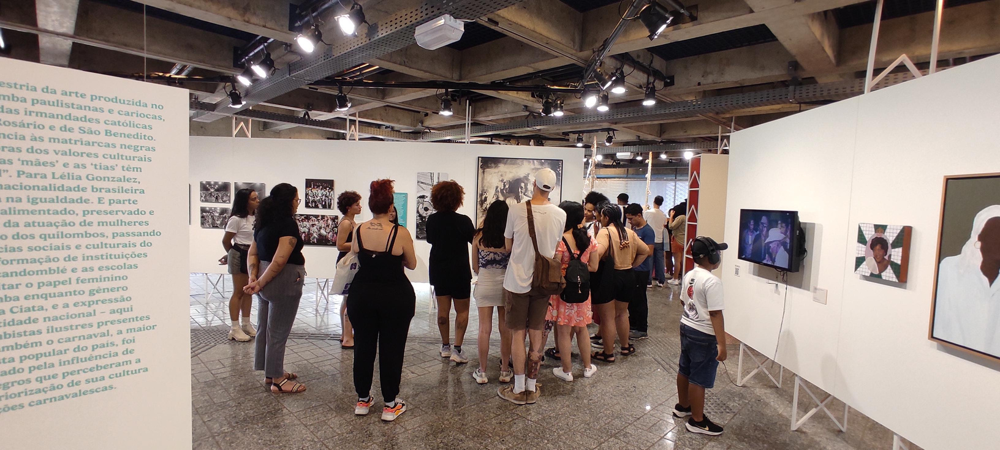 estria da arte produzida no
mba paulistanas e cariocas,
das irmandades católicas
Rosário e de São Benedito.
ncia às matriarcas negras
ras dos valores culturais
as ‘mães’ e as ‘tias’ têm
l”. Para Lélia Gonzalez,
nacionalidade brasileira
na igualdade. E parte
alimentado, preservado e
da atuação de mulheres
o dos quilombos, passando
cias sociais e culturais do
formação de instituições
candomblé e as escolas
itar o papel feminino
mba enquanto gênero
a Ciata, e a expressão
tidade nacional – aqui
mbistas ilustres presentes
ambém o carnaval, a maior
sta popular do país, foi
ado pela influência de
egros que perceberam a
riorização de sua cultura
ções carnavalescas.